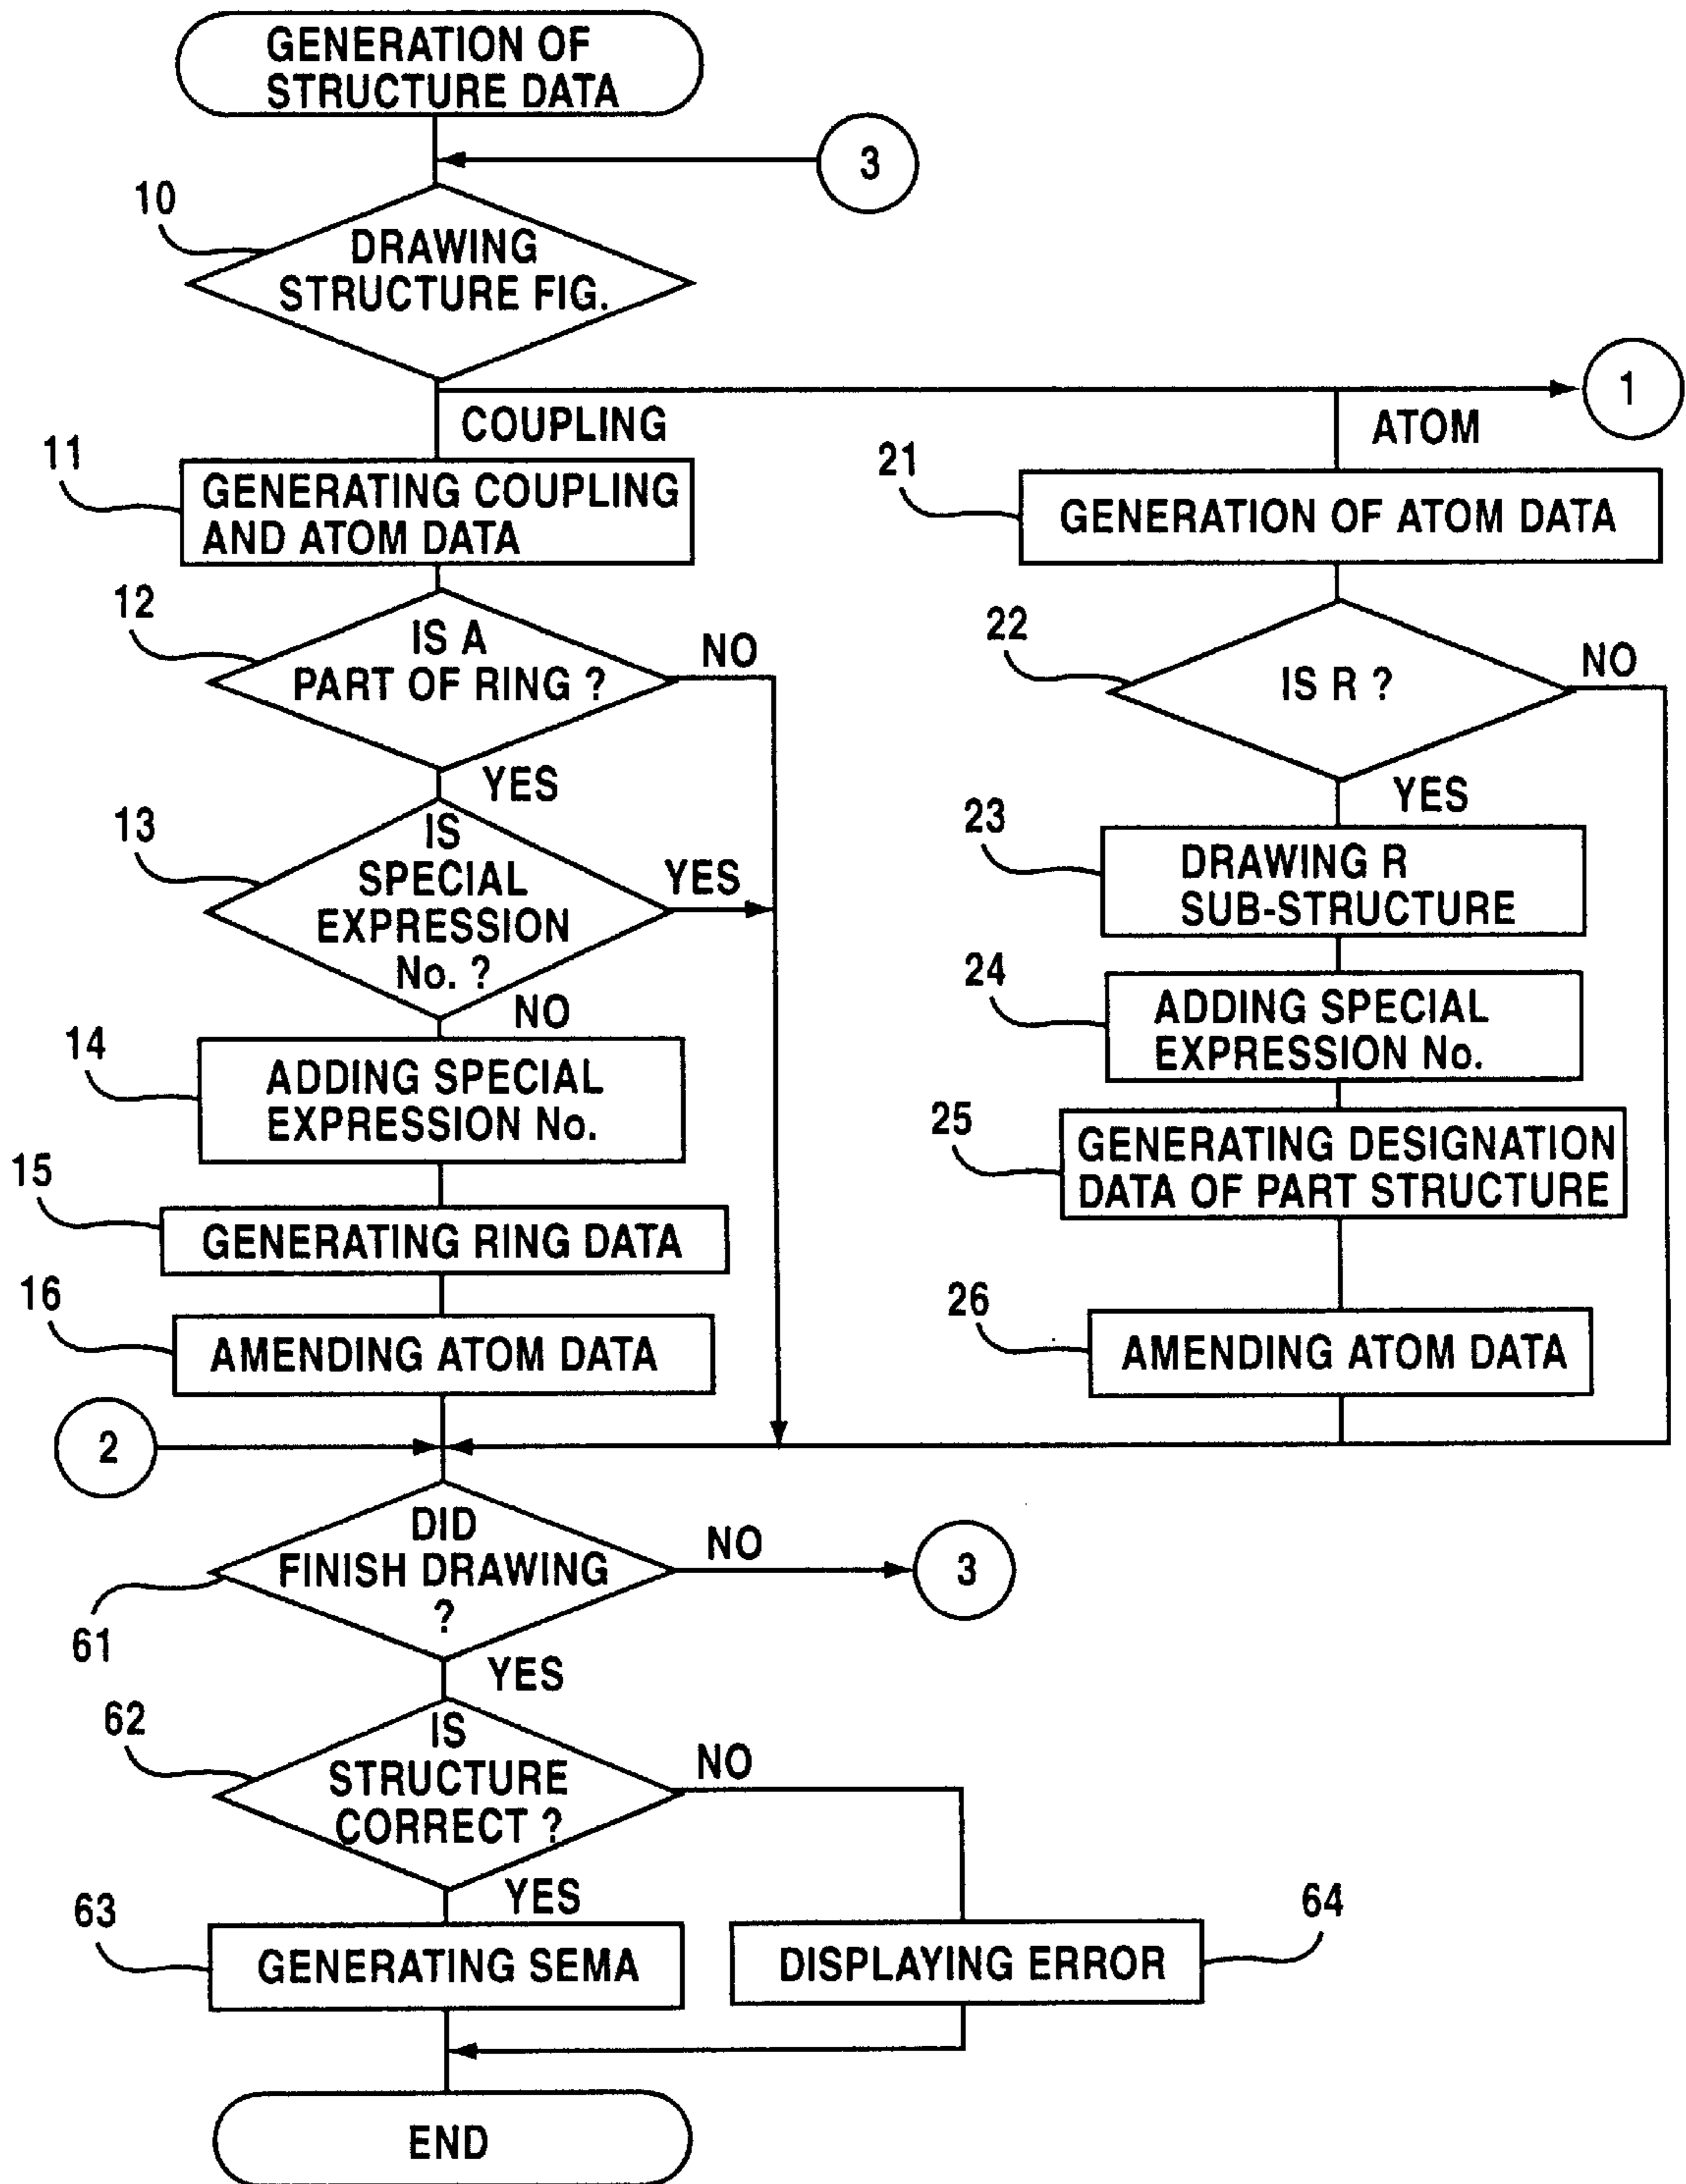 GENERATION OF
STRUCTURE DATA
3
10
DRAWING
STRUCTURE FIG.
1
COUPLING
ATOM
11
GENERATING COUPLING
AND ATOM DATA
21
GENERATION OF ATOM DATA
12
IS A
PART OF RING ?
NO
22
IS R ?
NO
YES
YES
13
IS
SPECIAL
EXPRESSION
No. ?
YES
23
DRAWING R
SUB-STRUCTURE
NO
24
ADDING SPECIAL
EXPRESSION No.
14
ADDING SPECIAL
EXPRESSION No.
25
GENERATING DESIGNATION
DATA OF PART STRUCTURE
15
GENERATING RING DATA
16
AMENDING ATOM DATA
26
AMENDING ATOM DATA
2
DID
FINISH DRAWING
?
NO
3
61
YES
62
IS
STRUCTURE
CORRECT ?
NO
YES
63
GENERATING SEMA
64
DISPLAYING ERROR
END